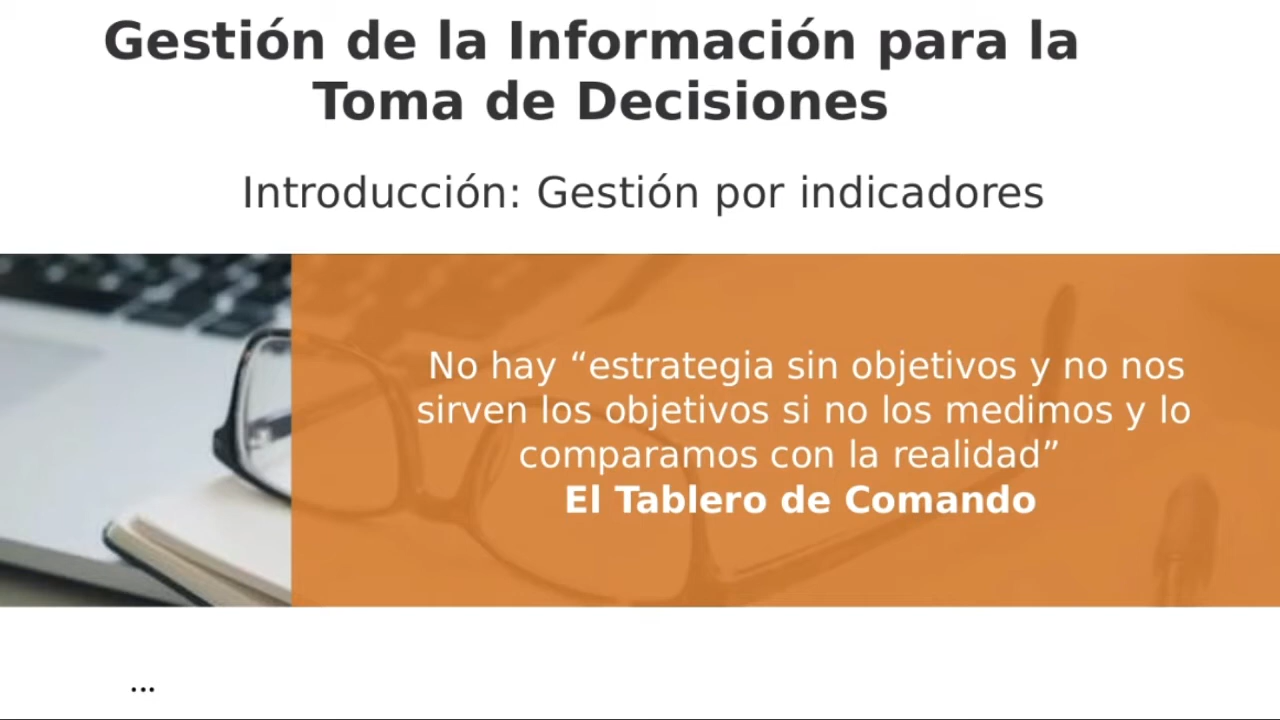 Gestión de la Información para la
Toma de Decisiones
Introducción: Gestión por indicadores
No hay “estrategia sin objetivos y no nos
sirven los objetivos si no los medimos y lo
comparamos con la realidad”
El Tablero de Comando
...